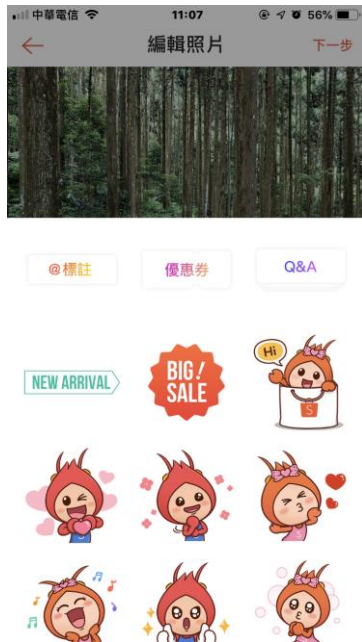 中華電信 11:07 56%
編輯照片 下一步
@標註 優惠券 Q&A
NEW ARRIVAL
BIG!
SALE
Hi
S